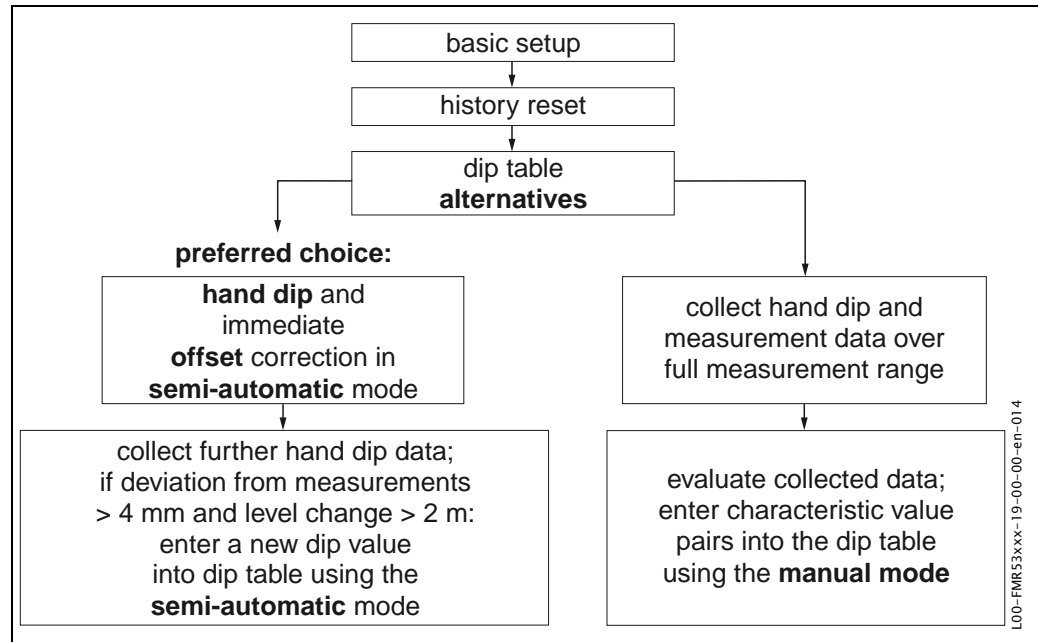 basic setup
history reset
dip table
alternatives
preferred choice:
hand dip and
immediate
offset correction in
semi-automatic mode
collect further hand dip data;
if deviation from measurements
> 4 mm and level change > 2 m:
enter a new dip value
into dip table using the
semi-automatic mode
collect hand dip and
measurement data over
full measurement range
evaluate collected data;
enter characteristic value
pairs into the dip table
using the manual mode
L00-FMR53xxx-19-00-00-en-014